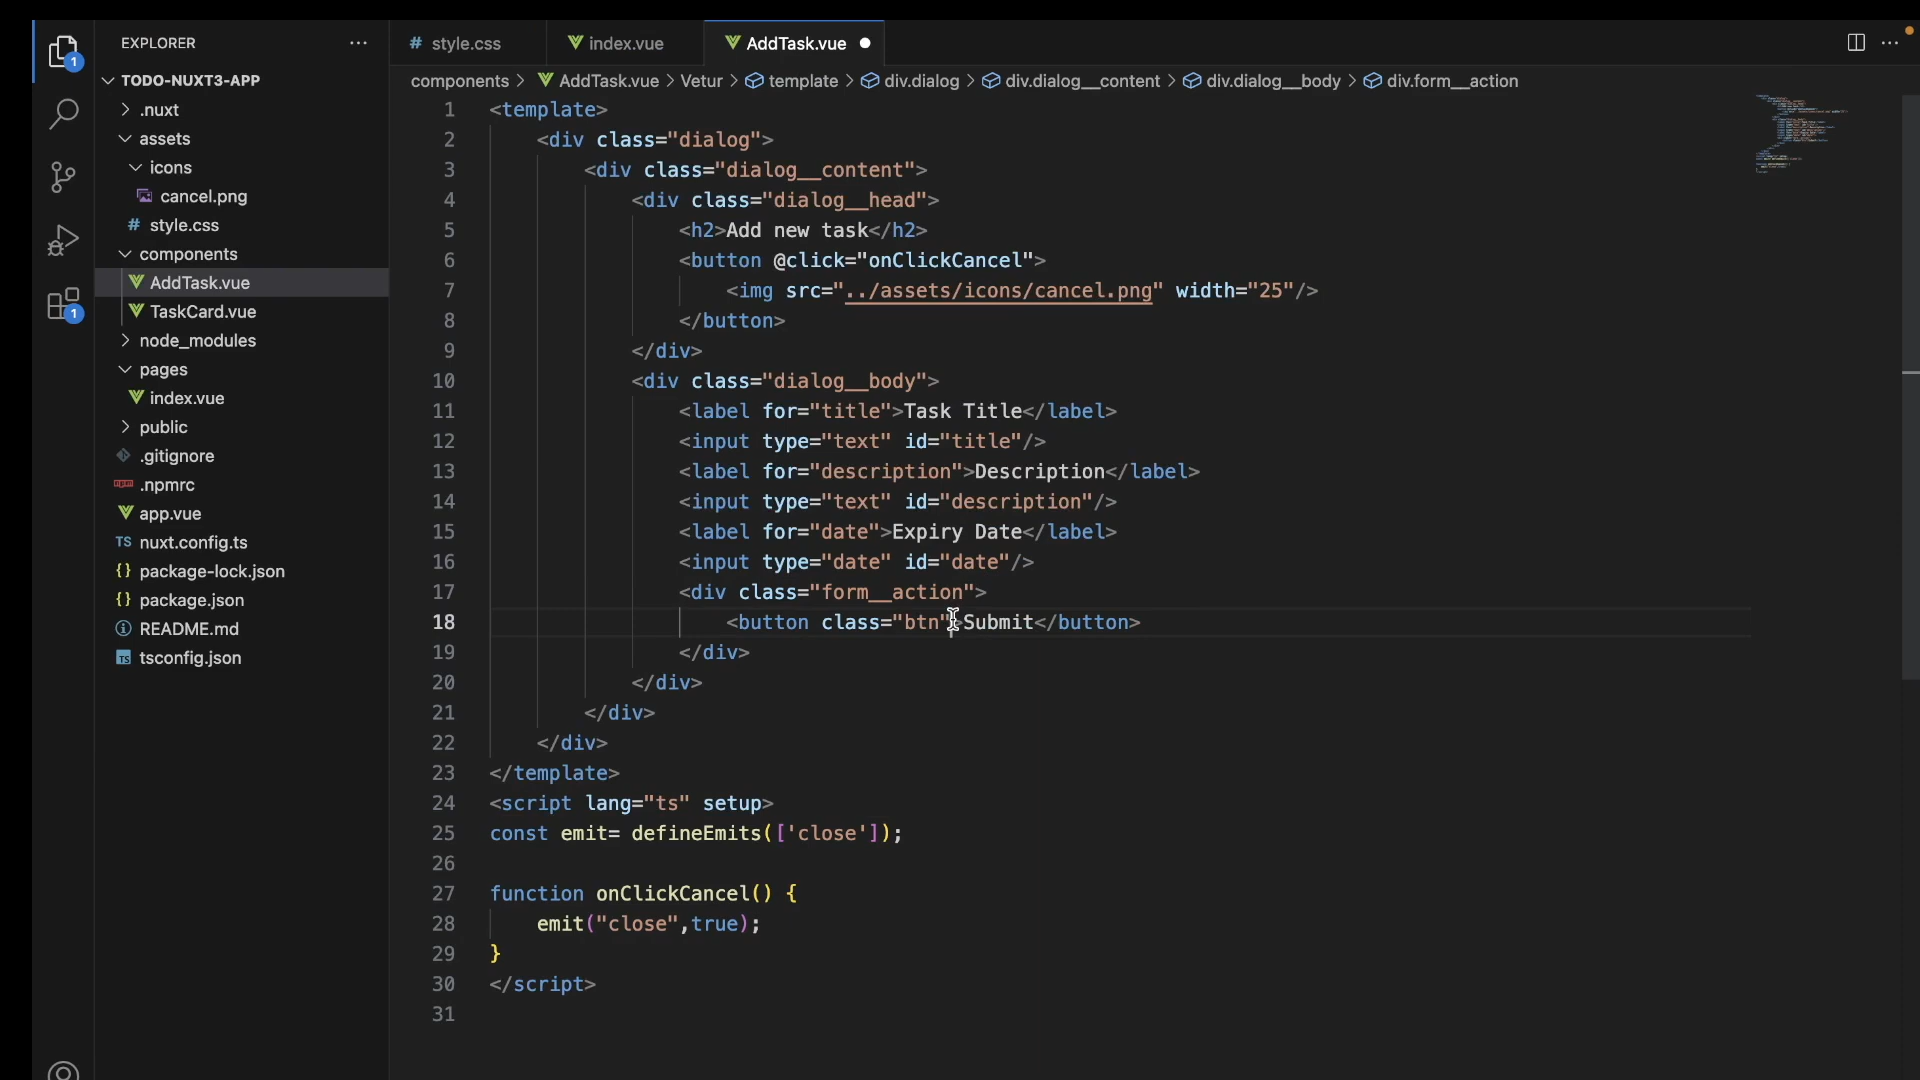 EXPLORER
TODO-NUXT3-APP
.nuxt
assets
icons
cancel.png
style.css
components
AddTask.vue
TaskCard.vue
node_modules
pages
index.vue
public
.gitignore
.npmrc
app.vue
TS nuxt.config.ts
{} package-lock.json
{} package.json
README.md
TS tsconfig.json
1
1
# style.css
index.vue
AddTask.vue
components > AddTask.vue > Vetur > template > div.dialog > div.dialog__content > div.dialog__body > div.form__action
1 <template>
2 <div class="dialog">
3 <div class="dialog__content">
4 <div class="dialog__head">
5 <h2>Add new task</h2>
6 <button @click="onClickCancel">
7 <img src="../assets/icons/cancel.png" width="25"/>
8 </button>
9 </div>
10 <div class="dialog__body">
11 <label for="title">Task Title</label>
12 <input type="text" id="title"/>
13 <label for="description">Description</label>
14 <input type="text" id="description"/>
15 <label for="date">Expiry Date</label>
16 <input type="date" id="date"/>
17 <div class="form__action">
18 <button class="btn">Submit</button>
19 </div>
20 </div>
21 </div>
22 </div>
23 </template>
24 <script lang="ts" setup>
25 const emit= defineEmits(['close']);
26
27 function onClickCancel() {
28 emit("close",true);
29 }
30 </script>
31